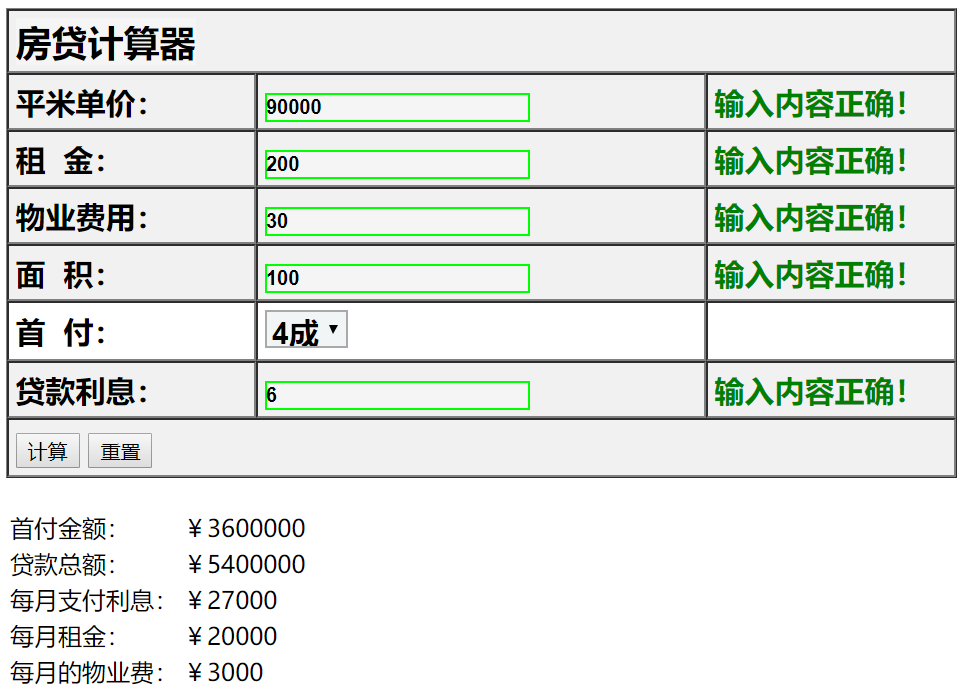 房贷计算器
平米单价： 90000 输入内容正确！
租 金： 200 输入内容正确！
物业费用： 30 输入内容正确！
面 积： 100 输入内容正确！
首 付： 4成
贷款利息： 6 输入内容正确！
计算 重置
首付金额： ￥3600000
贷款总额： ￥5400000
每月支付利息： ￥27000
每月租金： ￥20000
每月的物业费： ￥3000